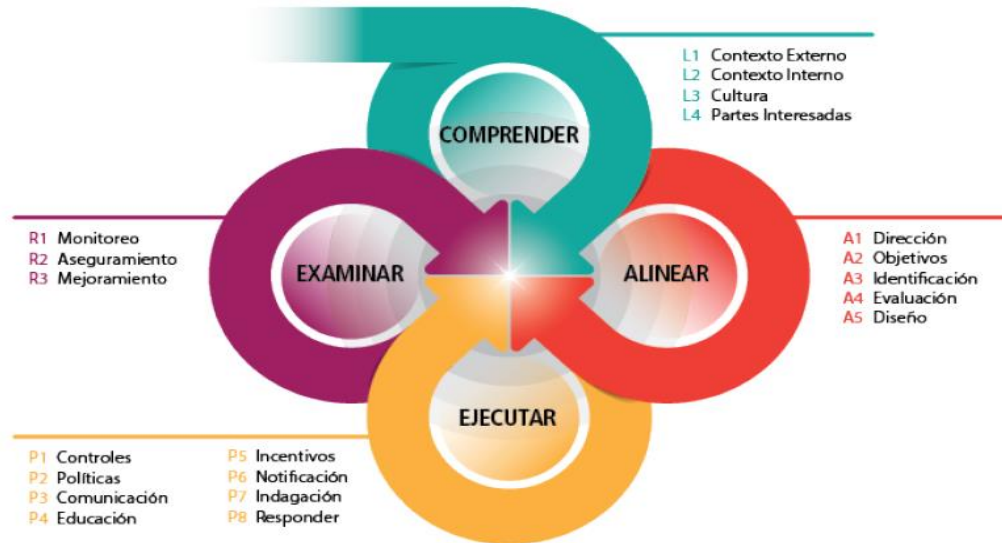 COMPRENDER
L1 Contexto Externo
L2 Contexto Interno
L3 Cultura
L4 Partes Interesadas
ALINEAR
A1 Dirección
A2 Objetivos
A3 Identificación
A4 Evaluación
A5 Diseño
EJECUTAR
P1 Controles
P2 Políticas
P3 Comunicación
P4 Educación
P5 Incentivos
P6 Notificación
P7 Indagación
P8 Responder
EXAMINAR
R1 Monitoreo
R2 Aseguramiento
R3 Mejoramiento